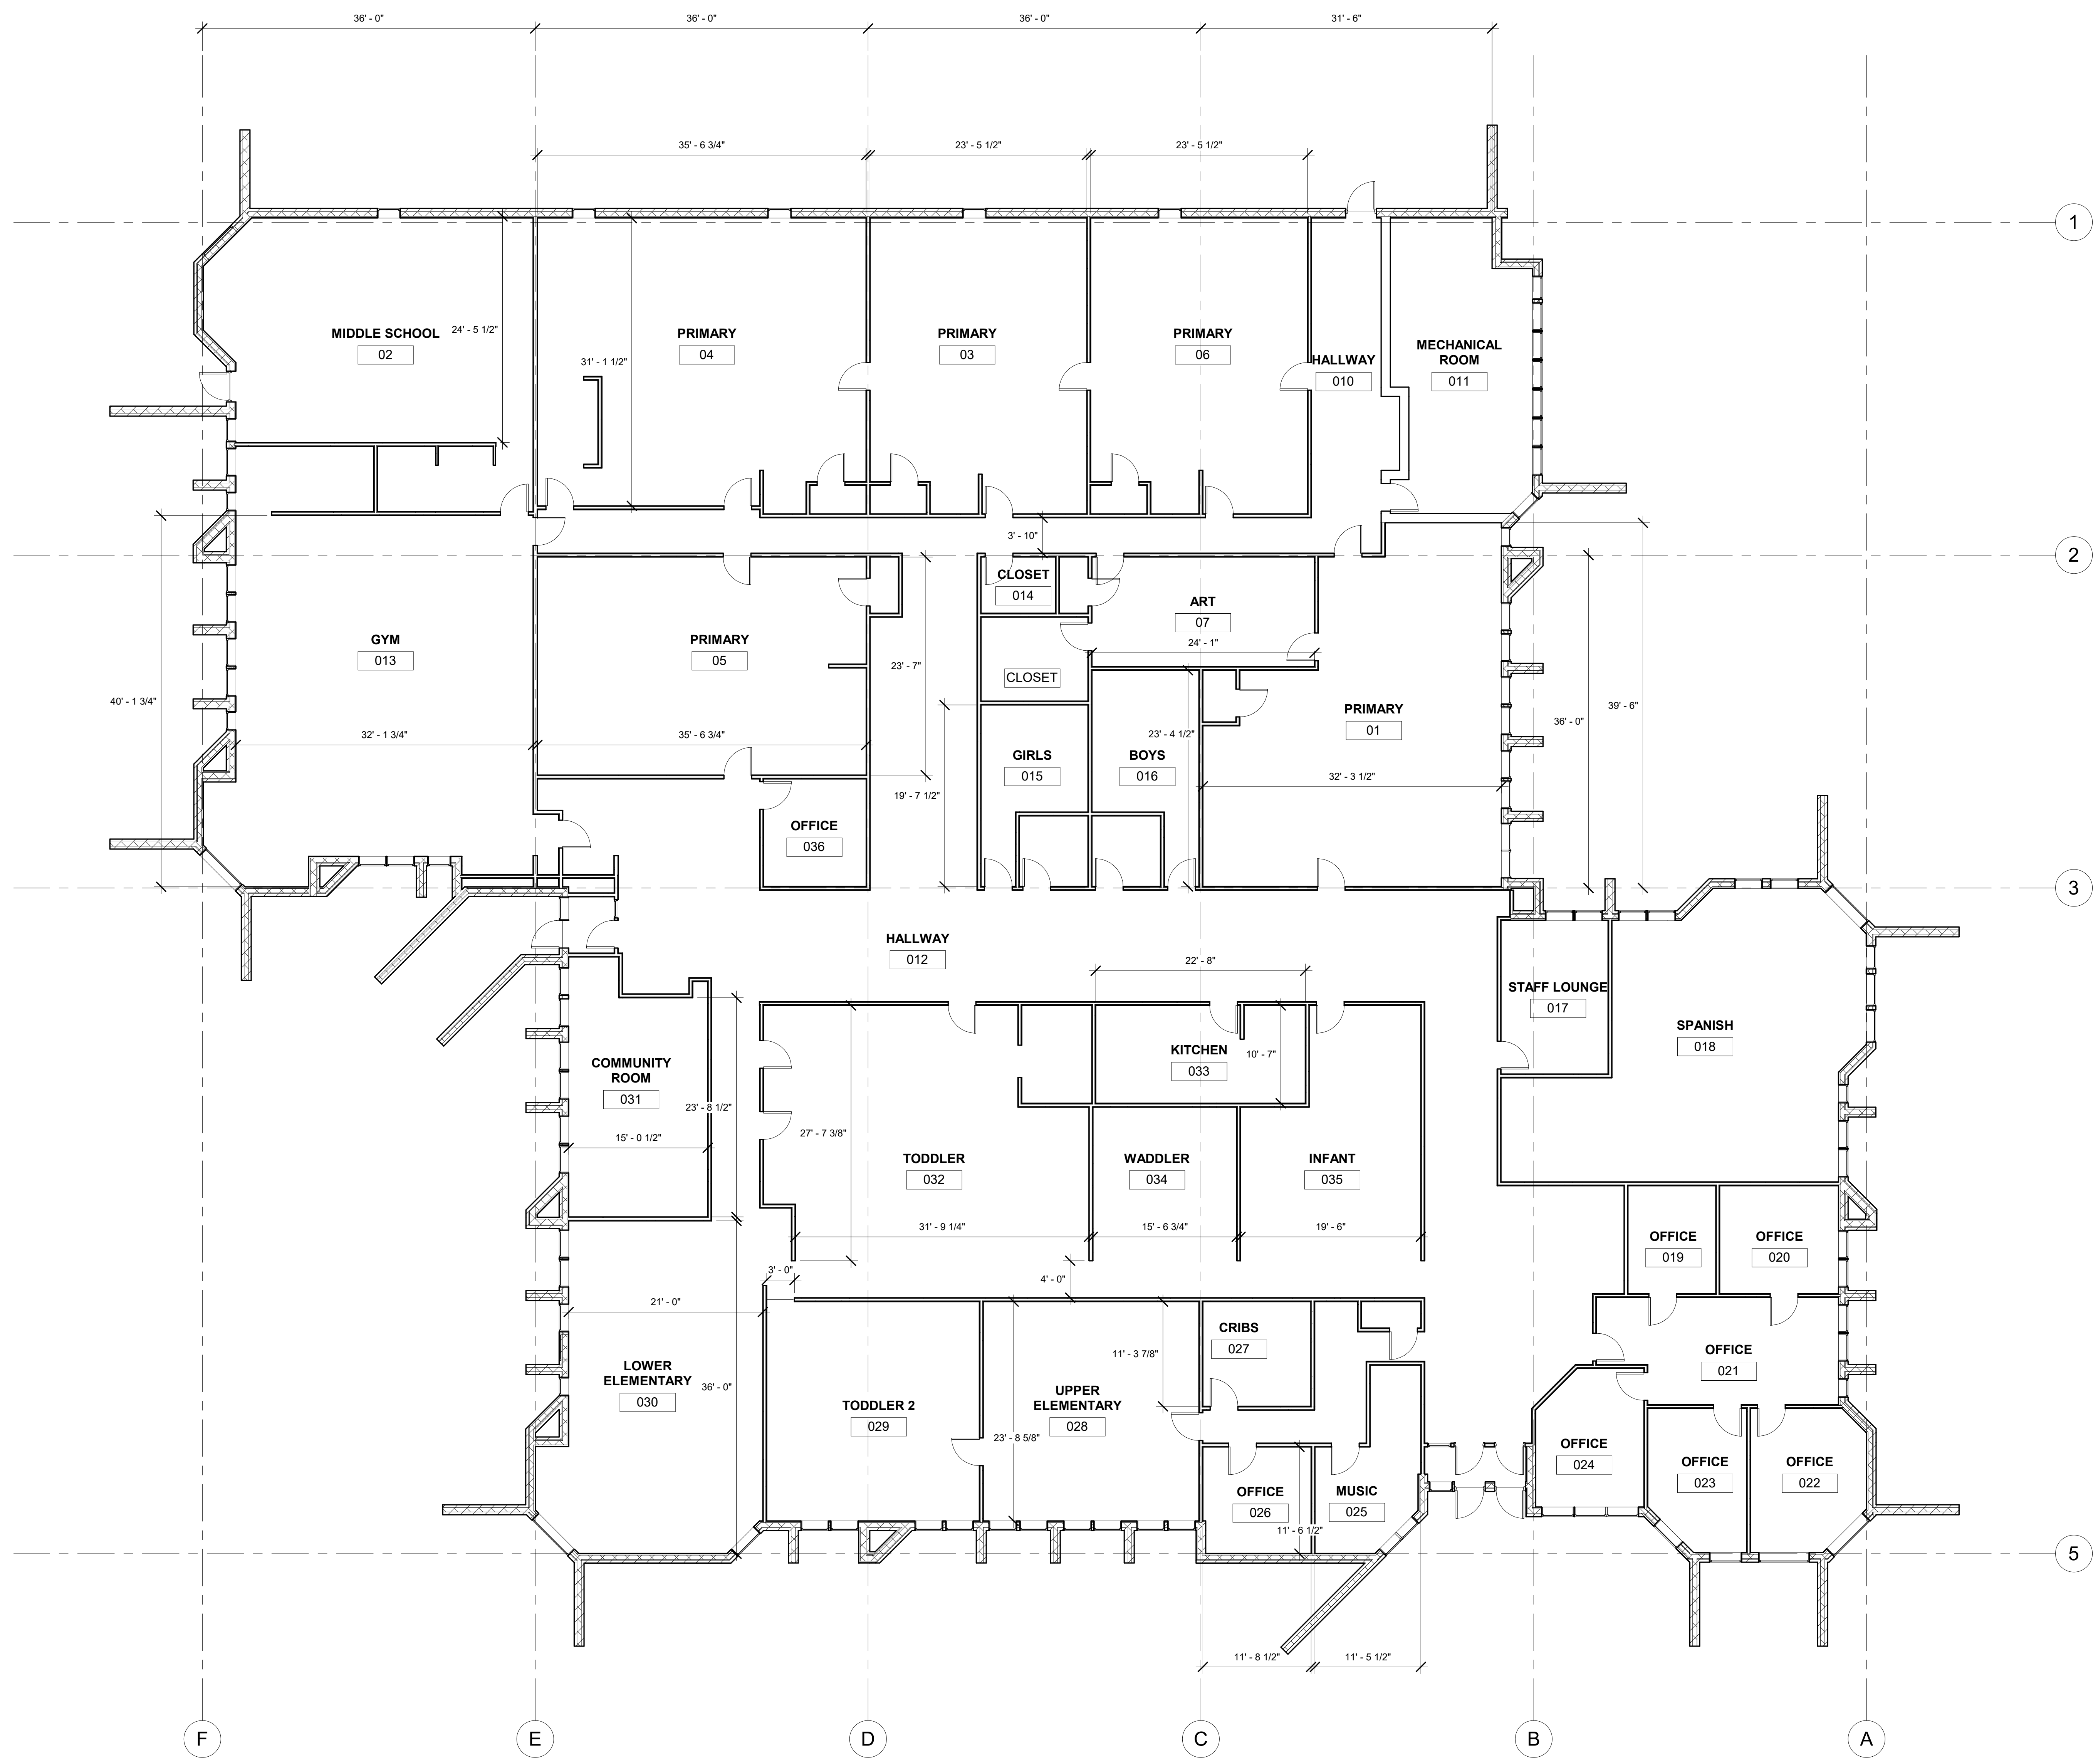 36' - 0"
36' - 0"
36' - 0"
31' - 6"
35' - 6 3/4"
23' - 5 1/2"
23' - 5 1/2"
1
MIDDLE SCHOOL
02
24' - 5 1/2"
PRIMARY
04
31' - 1 1/2"
PRIMARY
03
PRIMARY
06
HALLWAY
010
MECHANICAL
ROOM
011
3' - 10"
2
CLOSET
014
ART
07
24' - 1"
GYM
013
PRIMARY
05
23' - 7"
CLOSET
40' - 1 3/4"
32' - 1 3/4"
35' - 6 3/4"
PRIMARY
01
36' - 0"
39' - 6"
23' - 4 1/2"
GIRLS
015
BOYS
016
32' - 3 1/2"
19' - 7 1/2"
OFFICE
036
3
HALLWAY
012
22' - 8"
STAFF LOUNGE
017
SPANISH
018
COMMUNITY
ROOM
031
KITCHEN
033
10' - 7"
23' - 8 1/2"
15' - 0 1/2"
27' - 7 3/8"
TODDLER
032
WADDLER
034
INFANT
035
31' - 9 1/4"
15' - 6 3/4"
19' - 6"
OFFICE
019
OFFICE
020
3' - 0"
4' - 0"
21' - 0"
CRIBS
027
11' - 3 7/8"
OFFICE
021
LOWER
ELEMENTARY
030
36' - 0"
TODDLER 2
029
UPPER
ELEMENTARY
028
23' - 8 5/8"
OFFICE
024
OFFICE
023
OFFICE
022
OFFICE
026
MUSIC
025
11' - 6 1/2"
5
11' - 8 1/2"
11' - 5 1/2"
F
E
D
C
B
A